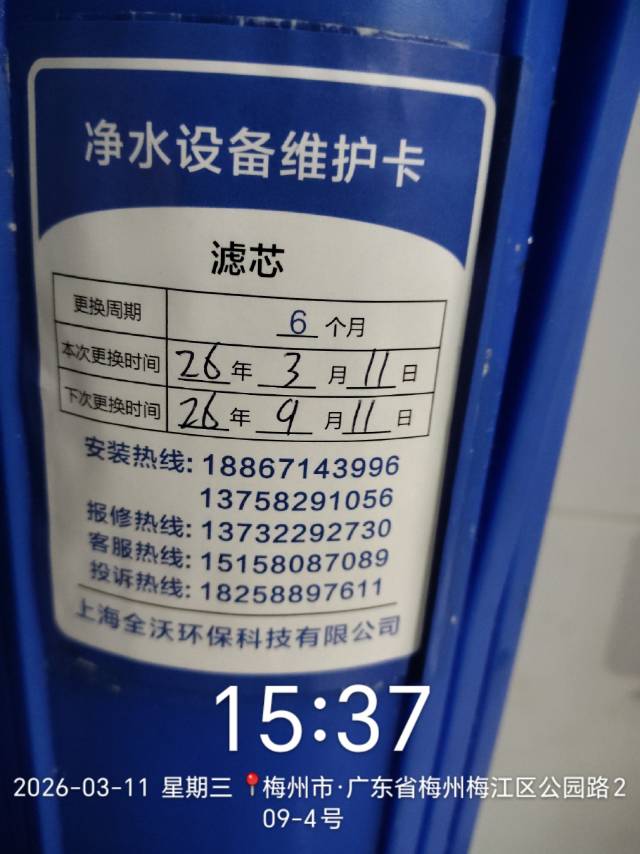 净水设备维护卡
滤芯
更换周期 6 个月
本次更换时间 26 年 3 月 11 日
下次更换时间 26 年 9 月 11 日
安装热线: 18867143996
13758291056
报修热线: 13732292730
客服热线: 15158087089
投诉热线: 18258897611
上海全沃环保科技有限公司
15:37
2026-03-11 星期三 📍梅州市·广东省梅州梅江区公园路2
09-4号